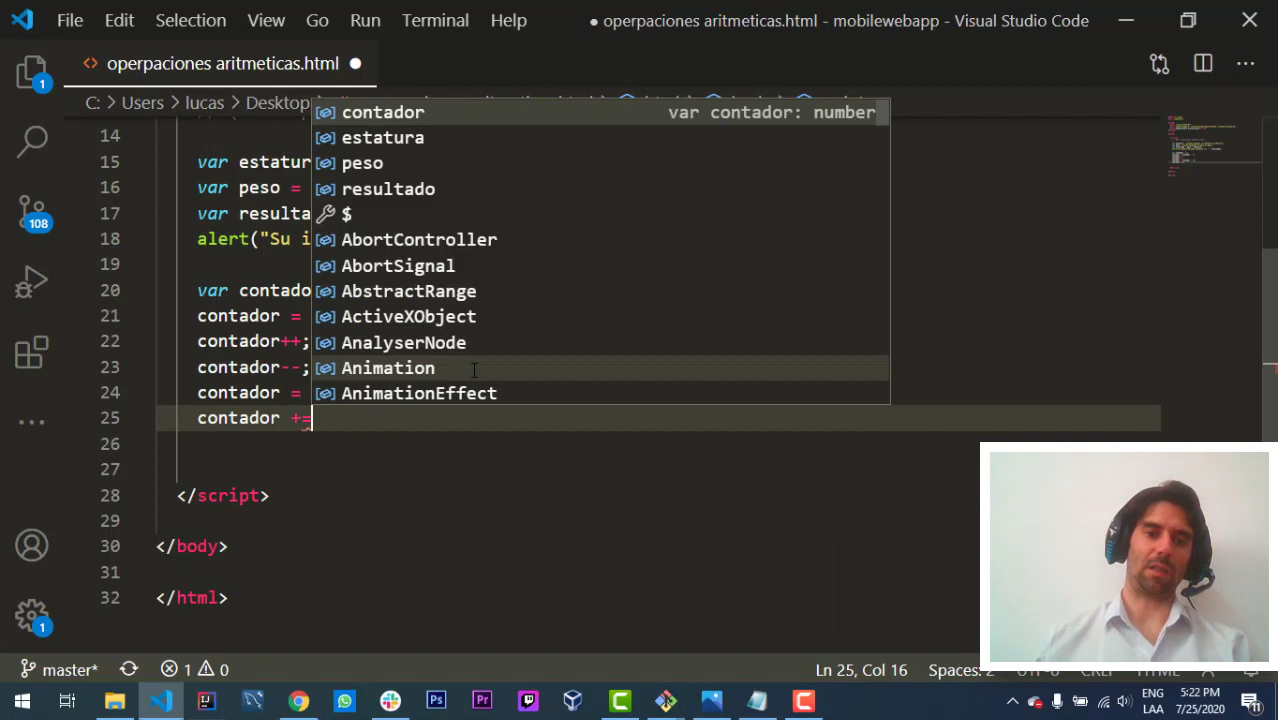 File Edit Selection View Go Run Terminal Help ● operpaciones aritmeticas.html - mobilewebapp - Visual Studio Code
operpaciones aritmeticas.html ●
C: > Users > lucas > Desktop
14
15 var estatur
16 var peso =
17 var resulta
18 alert("Su i
19
20 var contado
21 contador =
22 contador++;
23 contador--;
24 contador =
25 contador +=
26
27
28 </script>
29
30 </body>
31
32 </html>
contador var contador: number
estatura
peso
resultado
$
AbortController
AbortSignal
AbstractRange
ActiveXObject
AnalyserNode
Animation
AnimationEffect
1
108
1
master* 1 0 Ln 25, Col 16 Spaces: 2
Ps Pr ENG 5:22 PM
LAA 7/25/2020 11